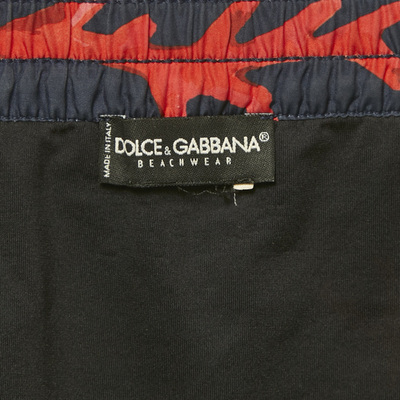 DOLCE & GABBANA®
BEACHWEAR
MADE IN ITALY